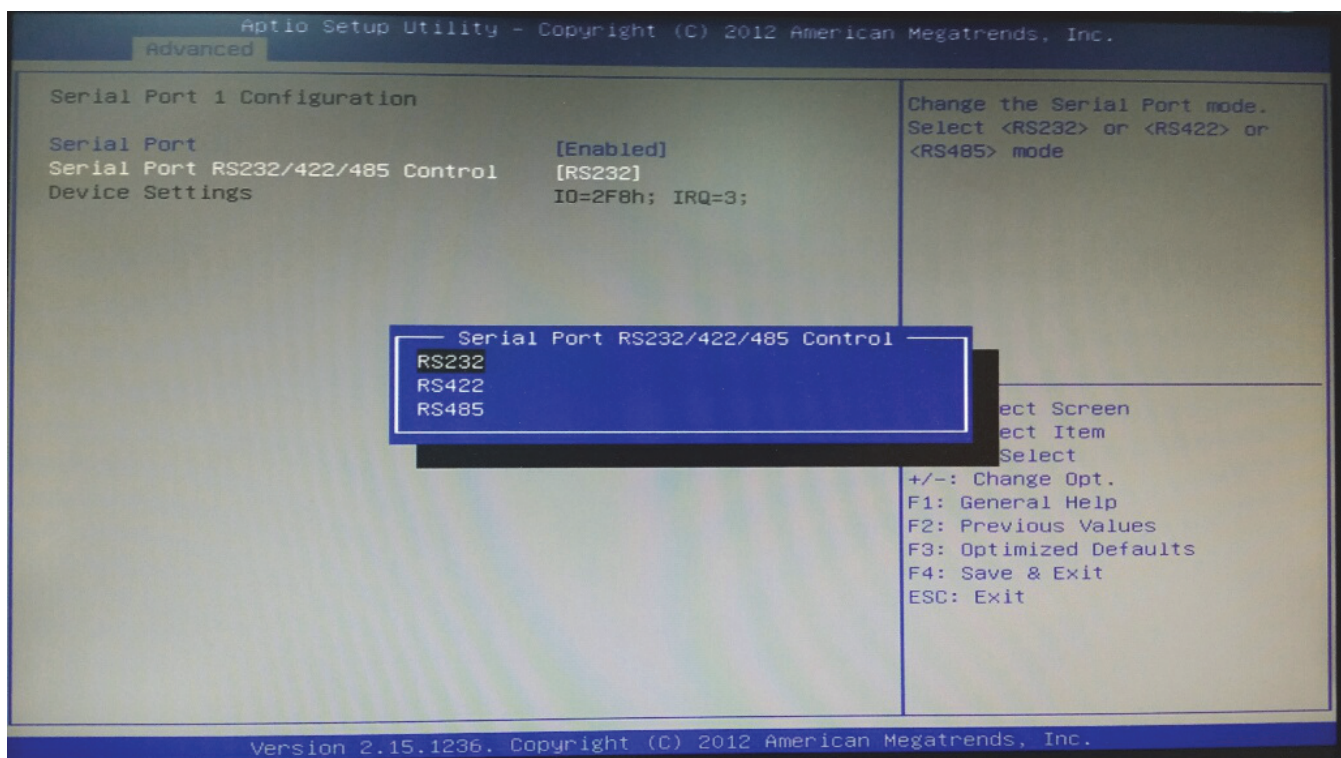 Aptio Setup Utility – Copyright (C) 2012 American Megatrends, Inc.
Advanced
Serial Port 1 Configuration
Serial Port [Enabled]
Serial Port RS232/422/485 Control [RS232]
Device Settings IO=2F8h; IRQ=3;
Change the Serial Port mode.
Select <RS232> or <RS422> or
<RS485> mode
Serial Port RS232/422/485 Control
RS232
RS422
RS485
ect Screen
ect Item
Select
+/-: Change Opt.
F1: General Help
F2: Previous Values
F3: Optimized Defaults
F4: Save & Exit
ESC: Exit
Version 2.15.1236. Copyright (C) 2012 American Megatrends, Inc.